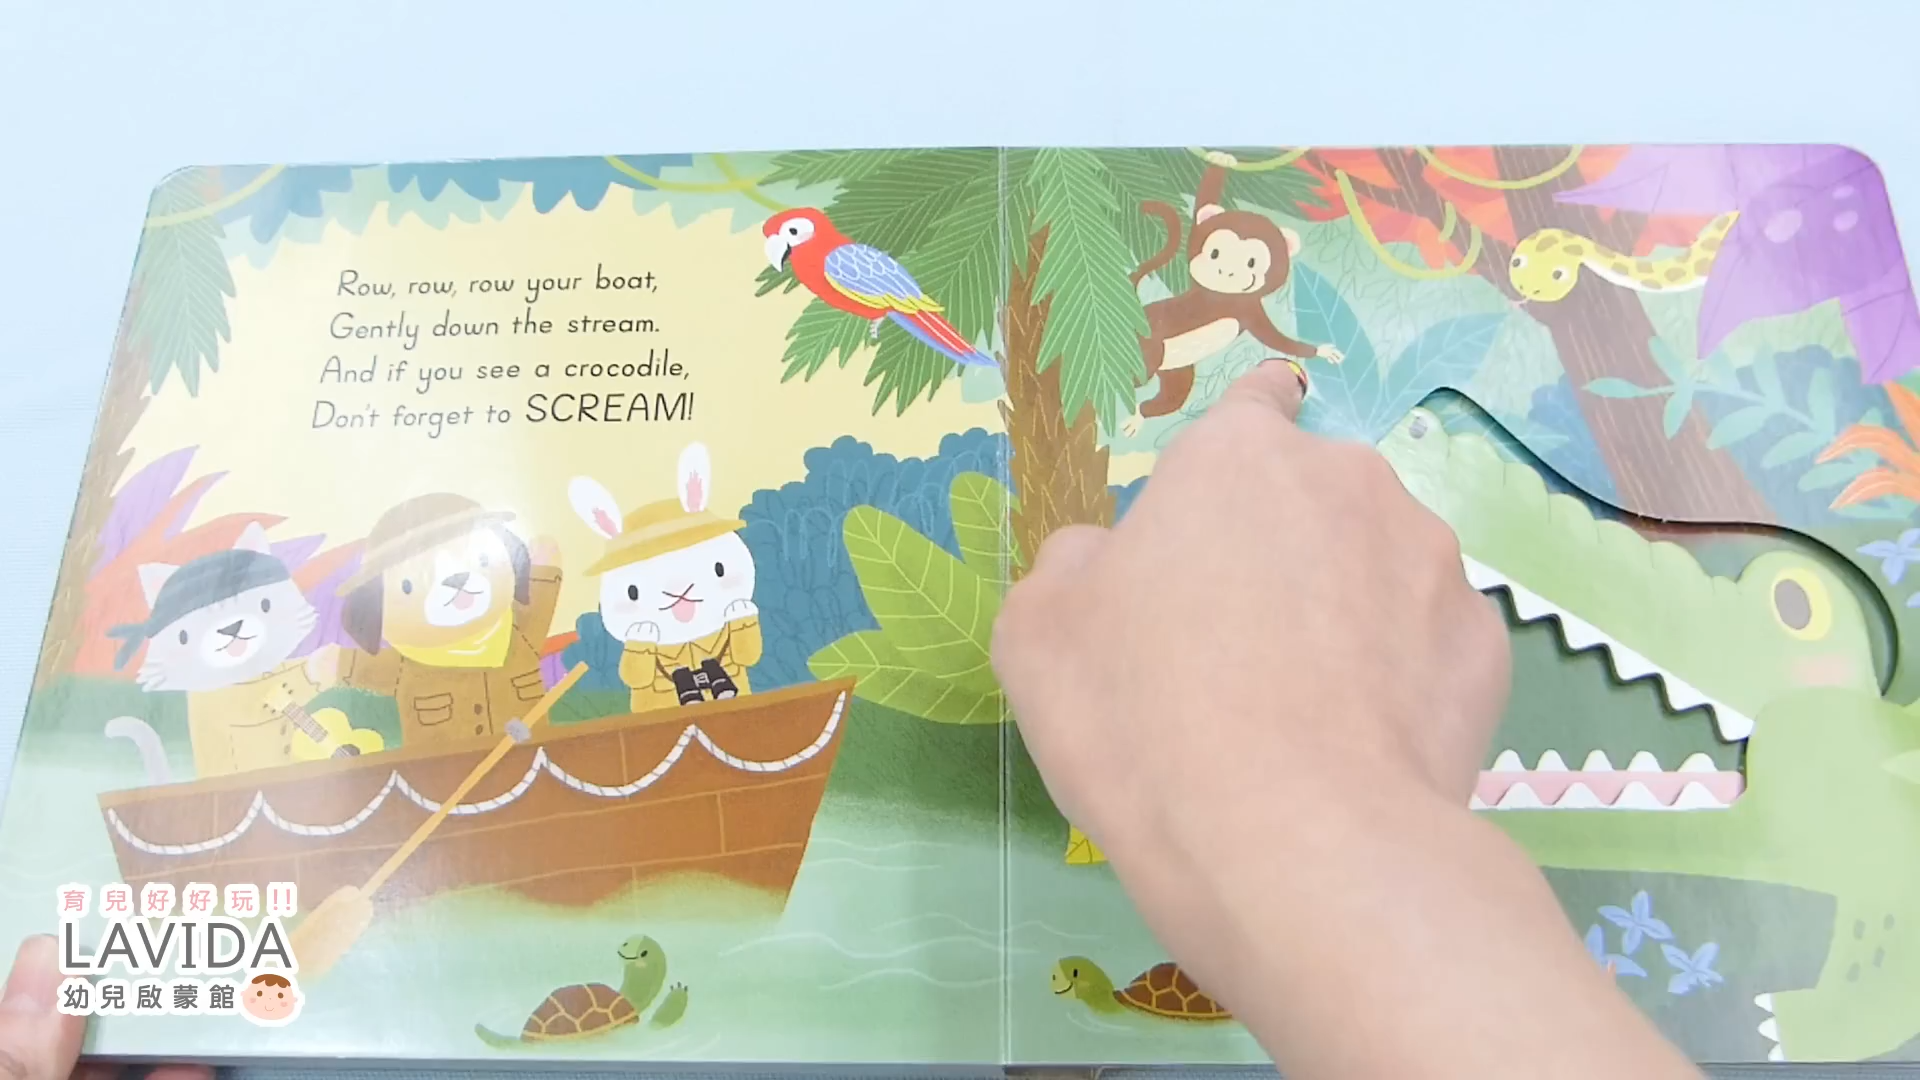 Row, row, row your boat,
Gently down the stream.
And if you see a crocodile,
Don't forget to SCREAM!
育兒好好玩!!
LAVIDA
幼兒啟蒙館